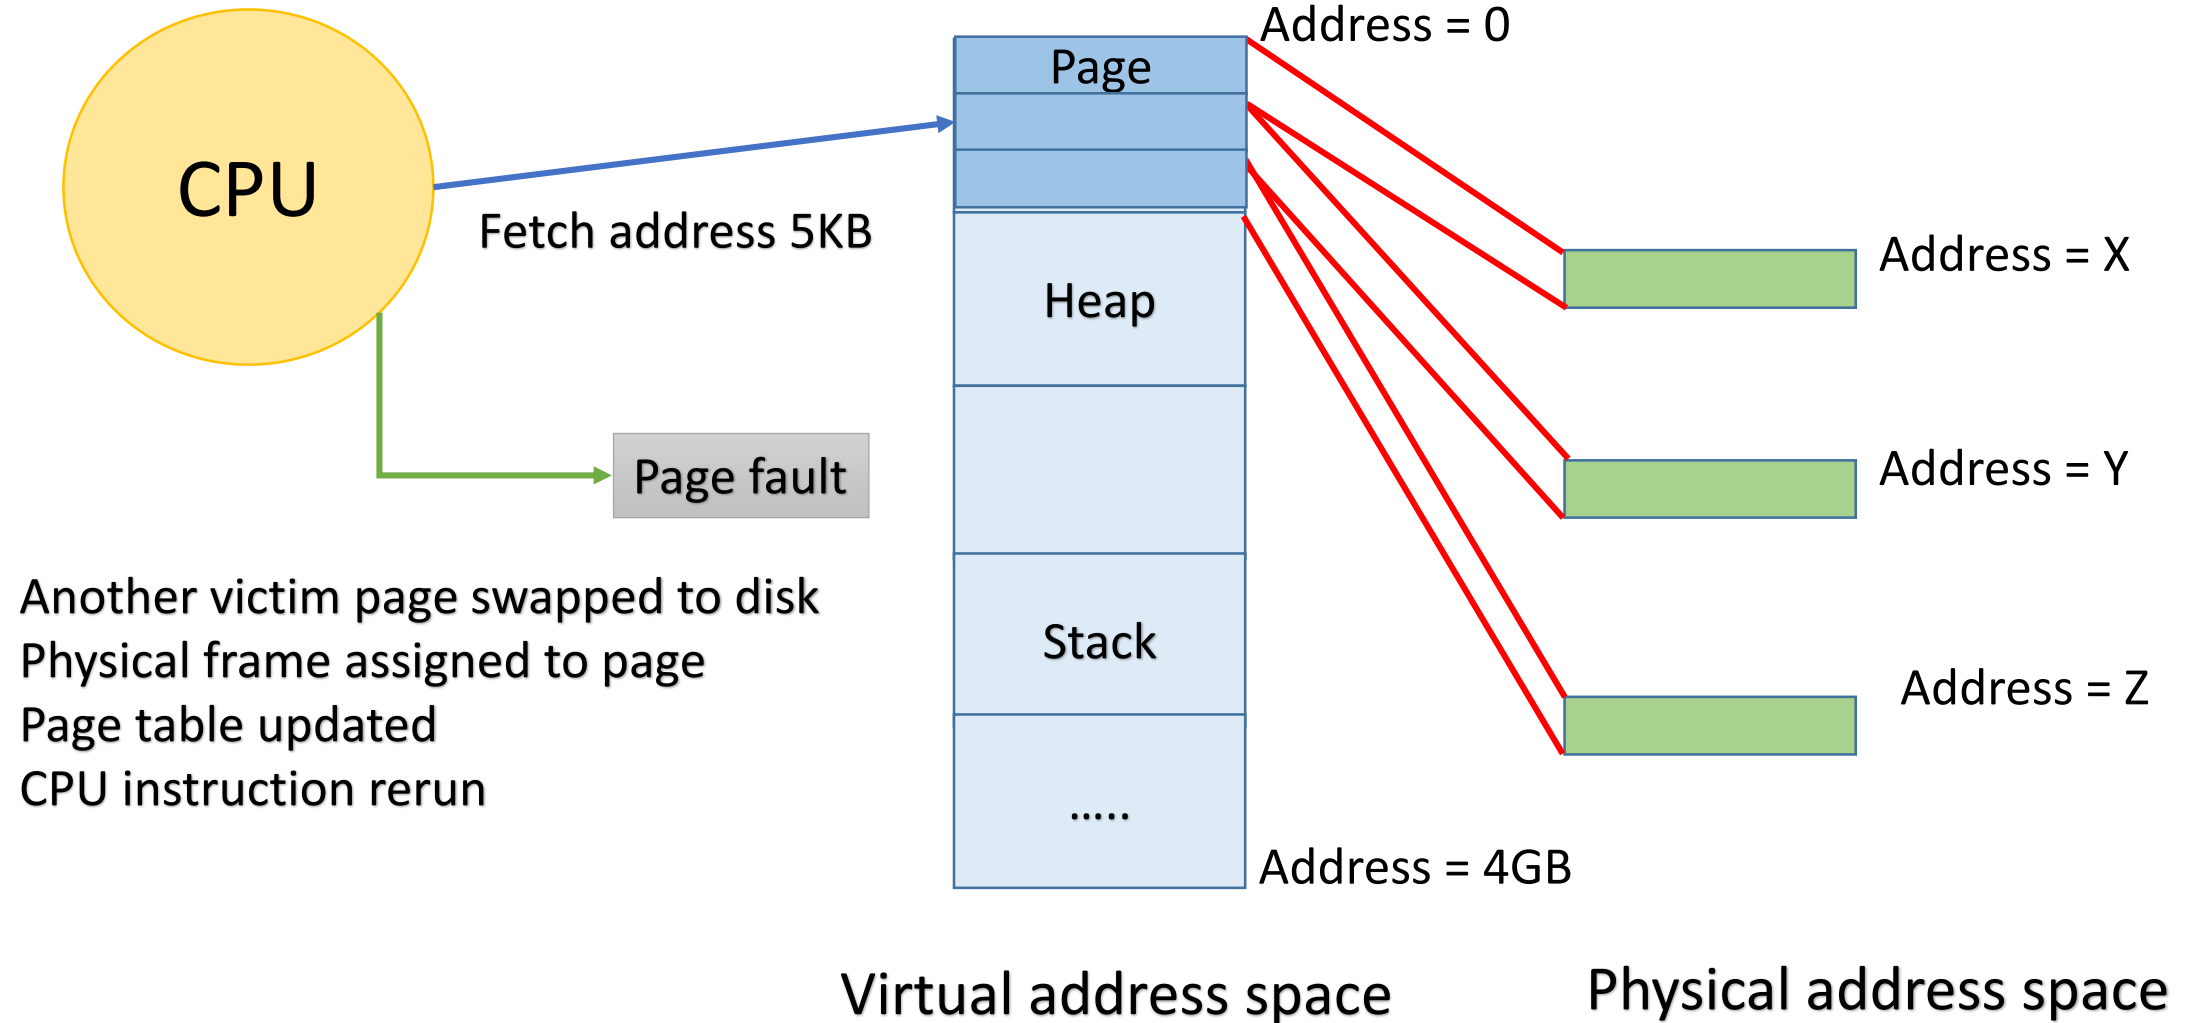 CPU
Fetch address 5KB
Page fault
Another victim page swapped to disk
Physical frame assigned to page
Page table updated
CPU instruction rerun
Address = 0
Page
Heap
Stack
.....
Address = 4GB
Virtual address space
Address = X
Address = Y
Address = Z
Physical address space